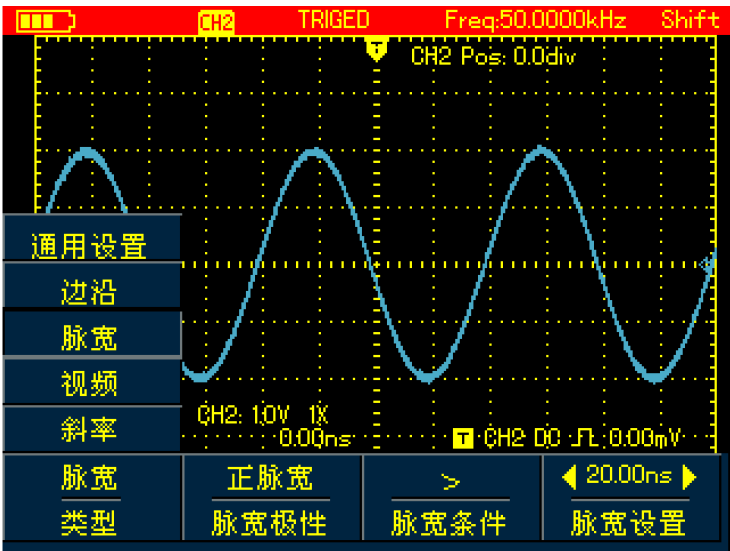 CH2 TRIGED Freq:50.0000kHz Shift
T CH2 Pos: 0.0div
通用设置
边沿
脉宽
视频
斜率
CH2: 1.0V 1X
0.00ns T CH2 DC 0.00mV
脉宽 正脉宽 > 20.00ns
类型 脉宽极性 脉宽条件 脉宽设置